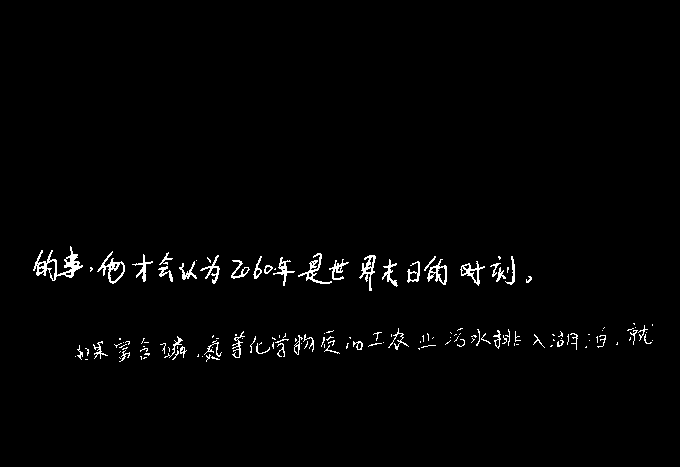 的事,他才会认为2060年是世界末日的时刻。
如果富含磷,氮等化学物质的工农业污水排入湖泊,就